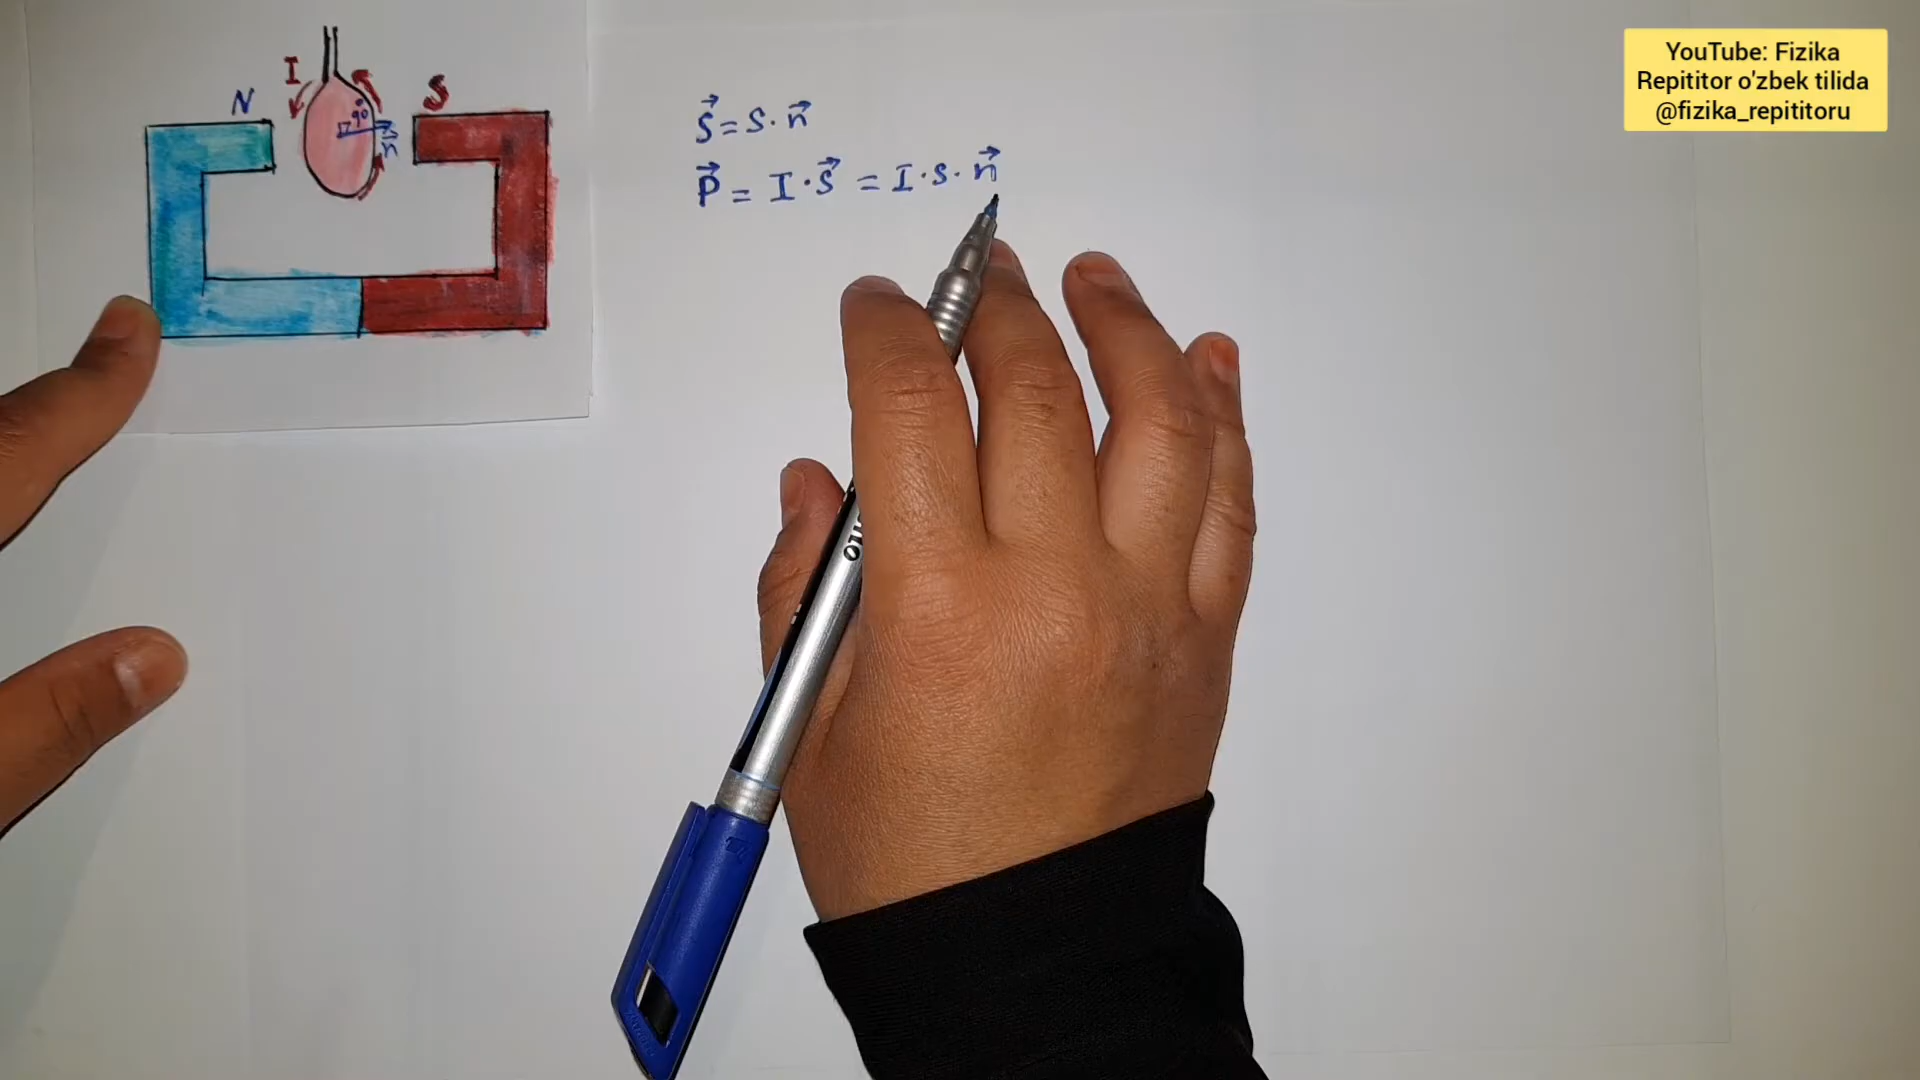 I
N
S
90°
n⃗
S⃗ = S · n⃗
P⃗ = I · S⃗ = I · S · n⃗
YouTube: Fizika
Repititor o'zbek tilida
@fizika_repititoru